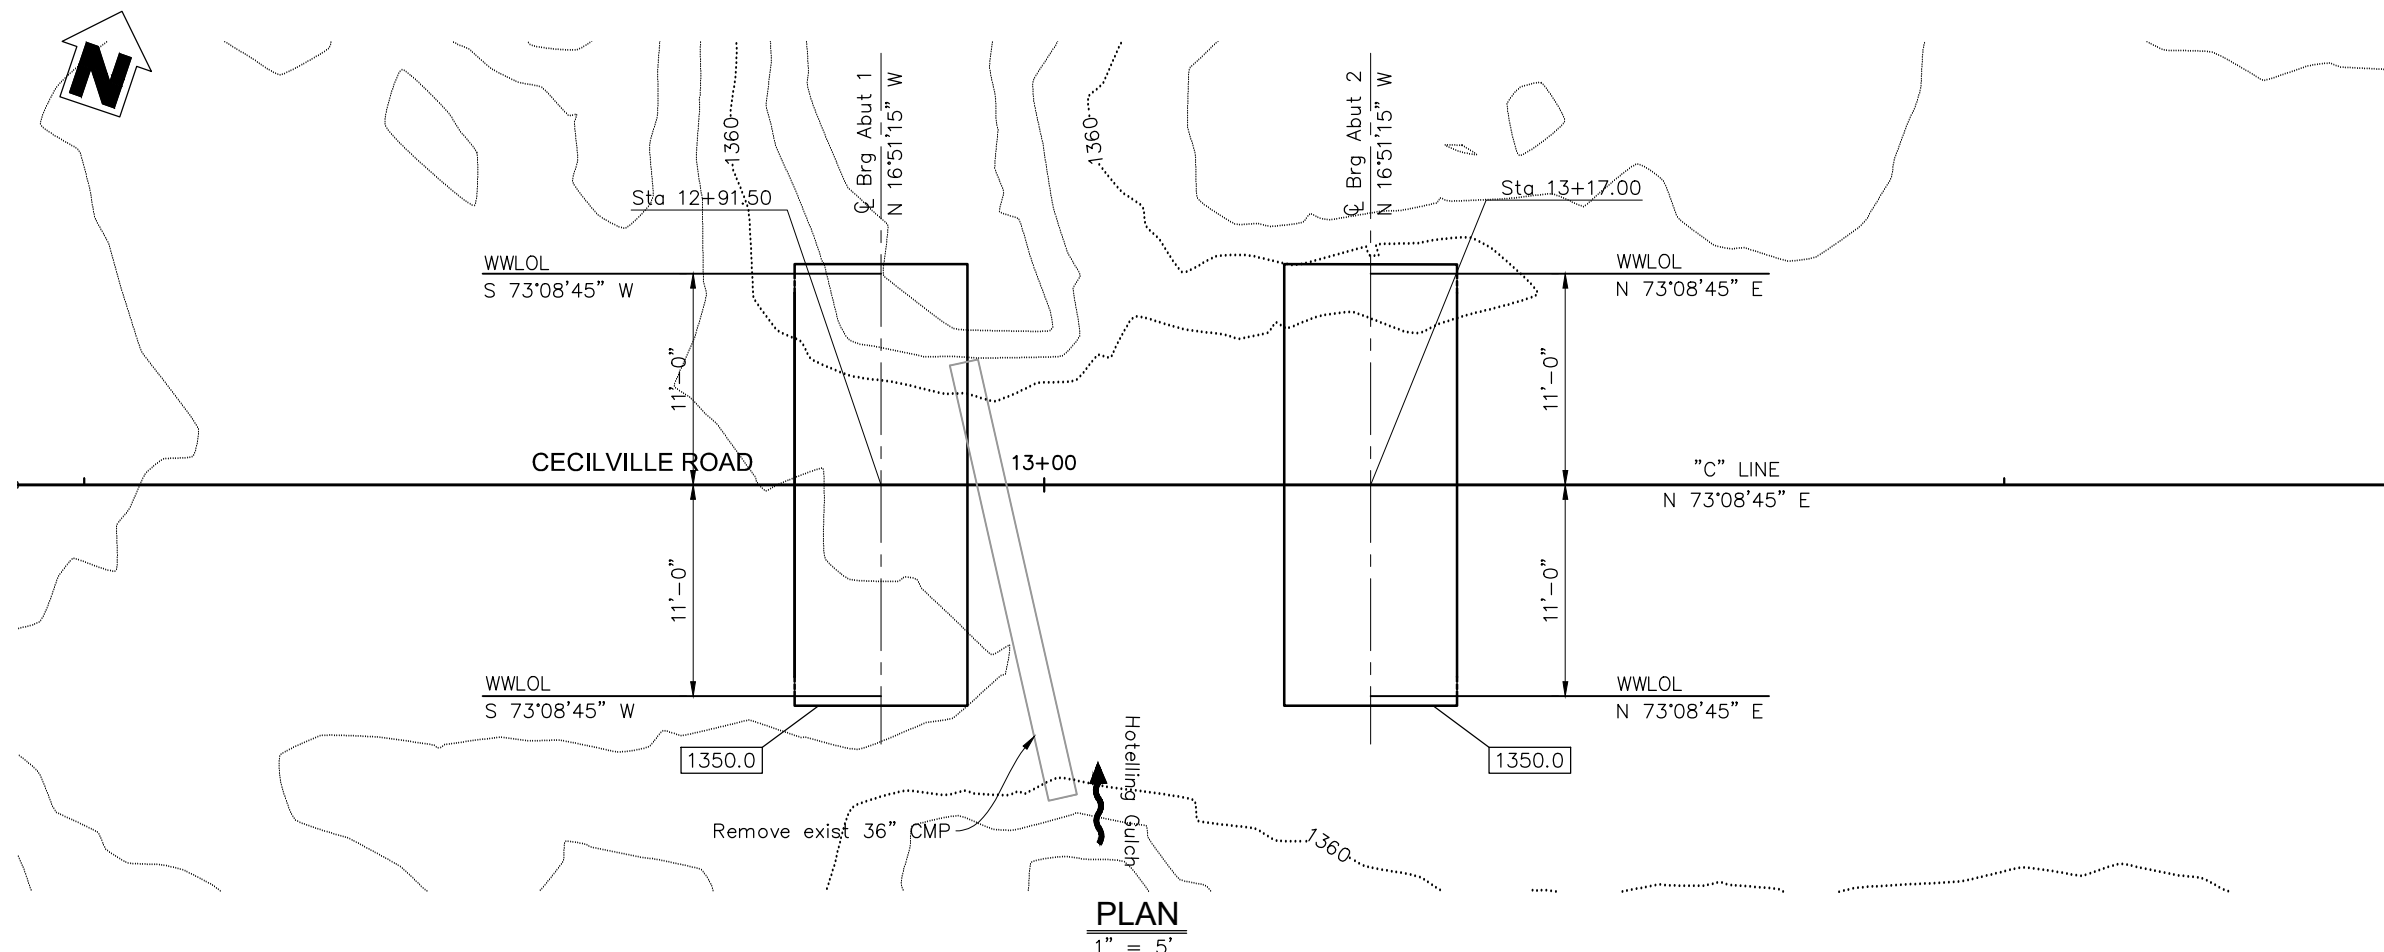 N
1360
℄ Brg Abut 1
N 16°51'15" W
1360
℄ Brg Abut 2
N 16°51'15" W
Sta 12+91.50
Sta 13+17.00
WWLOL
S 73°08'45" W
WWLOL
N 73°08'45" E
11'-0"
11'-0"
CECILVILLE ROAD
13+00
"C" LINE
N 73°08'45" E
11'-0"
11'-0"
WWLOL
S 73°08'45" W
WWLOL
N 73°08'45" E
1350.0
1350.0
Hotelling Gulch
Remove exist 36" CMP
1360
PLAN
1" = 5'